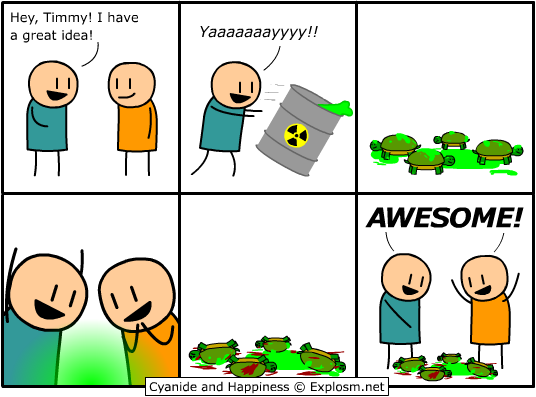 Hey, Timmy! I have
a great idea!
Yaaaaaaayyyy!!
AWESOME!
Cyanide and Happiness © Explosm.net